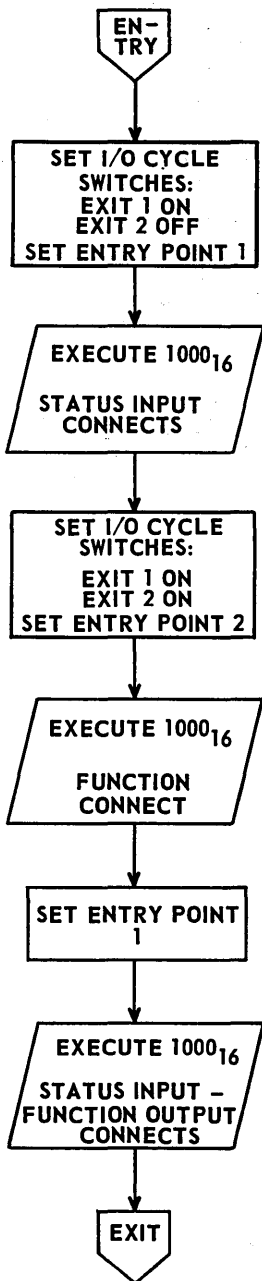 EN-
TRY
SET I/O CYCLE
SWITCHES:
EXIT 1 ON
EXIT 2 OFF
SET ENTRY POINT 1
EXECUTE 1000₁₆
STATUS INPUT
CONNECTS
SET I/O CYCLE
SWITCHES:
EXIT 1 ON
EXIT 2 ON
SET ENTRY POINT 2
EXECUTE 1000₁₆
FUNCTION
CONNECT
SET ENTRY POINT
1
EXECUTE 1000₁₆
STATUS INPUT –
FUNCTION OUTPUT
CONNECTS
EXIT